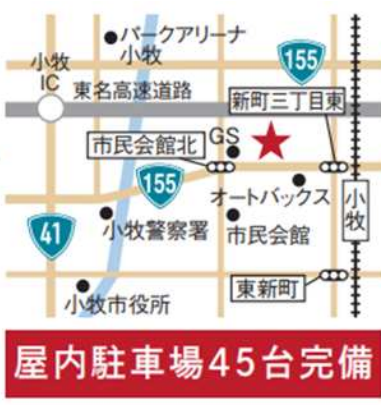 パークアリーナ
小牧
155
小牧
IC
東名高速道路
新町三丁目東
市民会館北
GS
155
オートバックス
小牧
41
小牧警察署
市民会館
東新町
小牧市役所
屋内駐車場45台完備